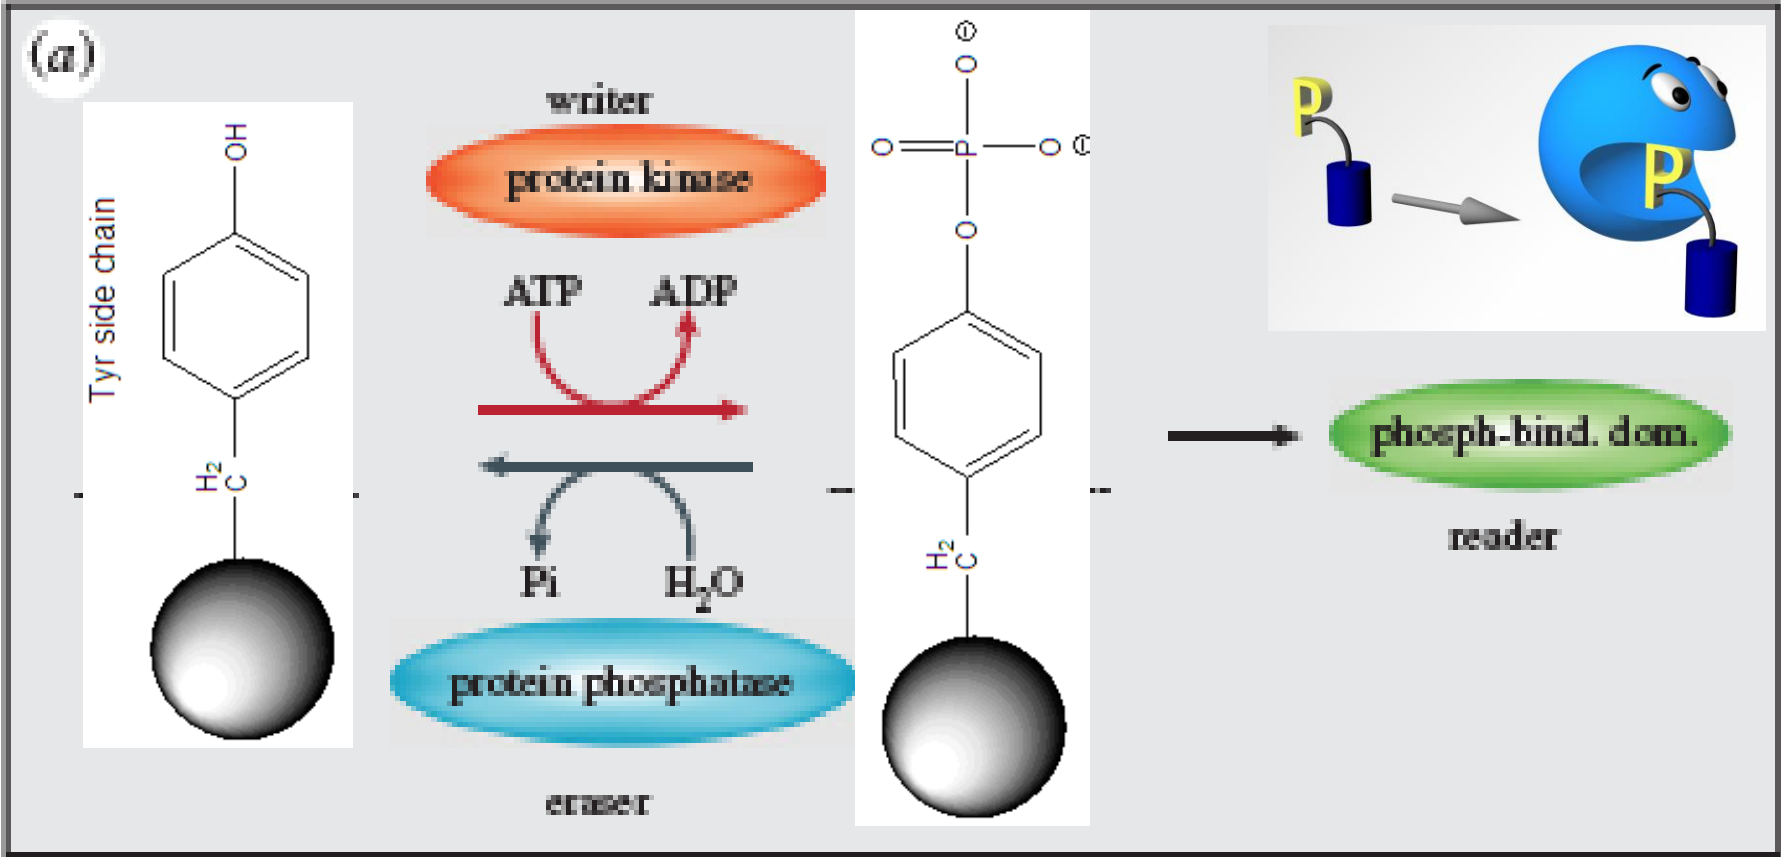 (a)
Tyr side chain
OH
H2
C
writer
protein kinase
ATP ADP
Pi H2O
protein phosphatase
eraser
⊖
O
O P O ⊖
O
H2
C
P
P
phosph-bind. dom.
reader